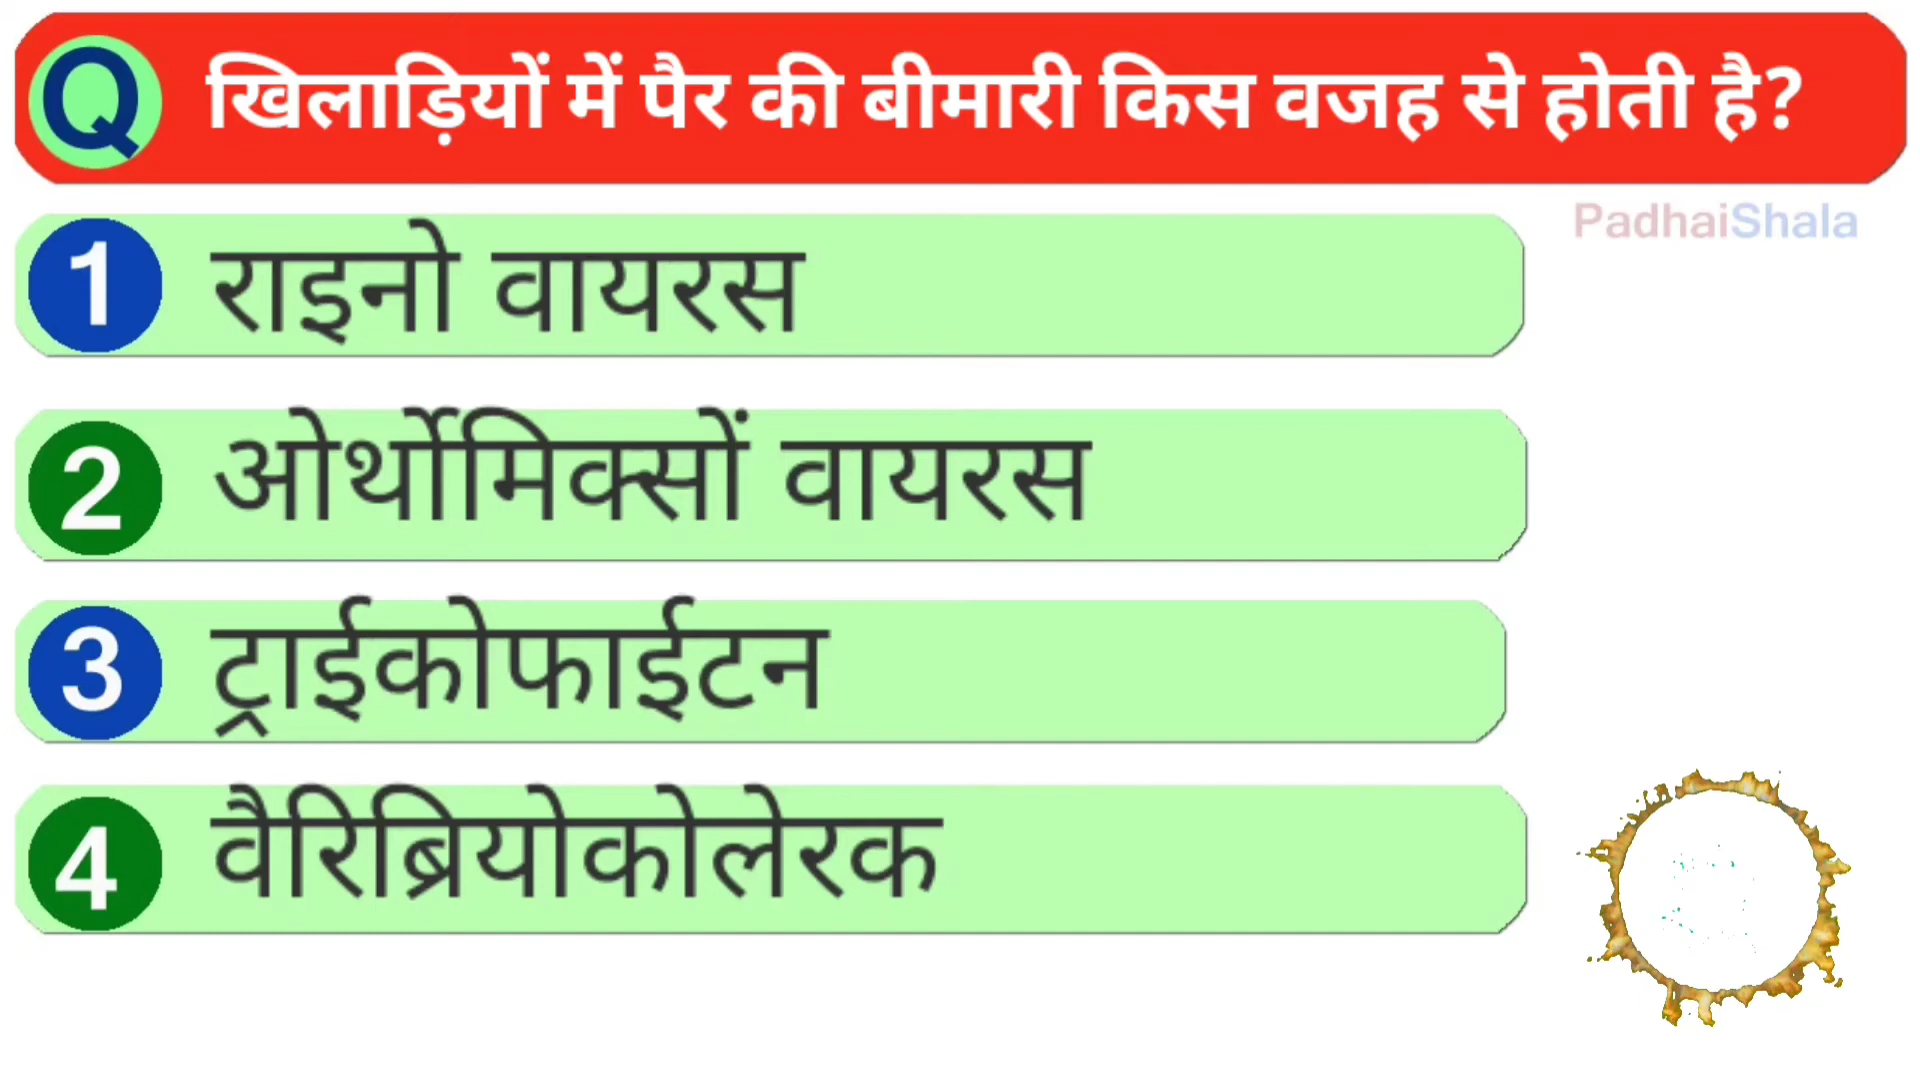 Q खिलाड़ियों में पैर की बीमारी किस वजह से होती है?
PadhaiShala
1 राइनो वायरस
2 ओर्थोमिक्सों वायरस
3 ट्राईकोफाईटन
4 वैरिब्रियोकोलेरक